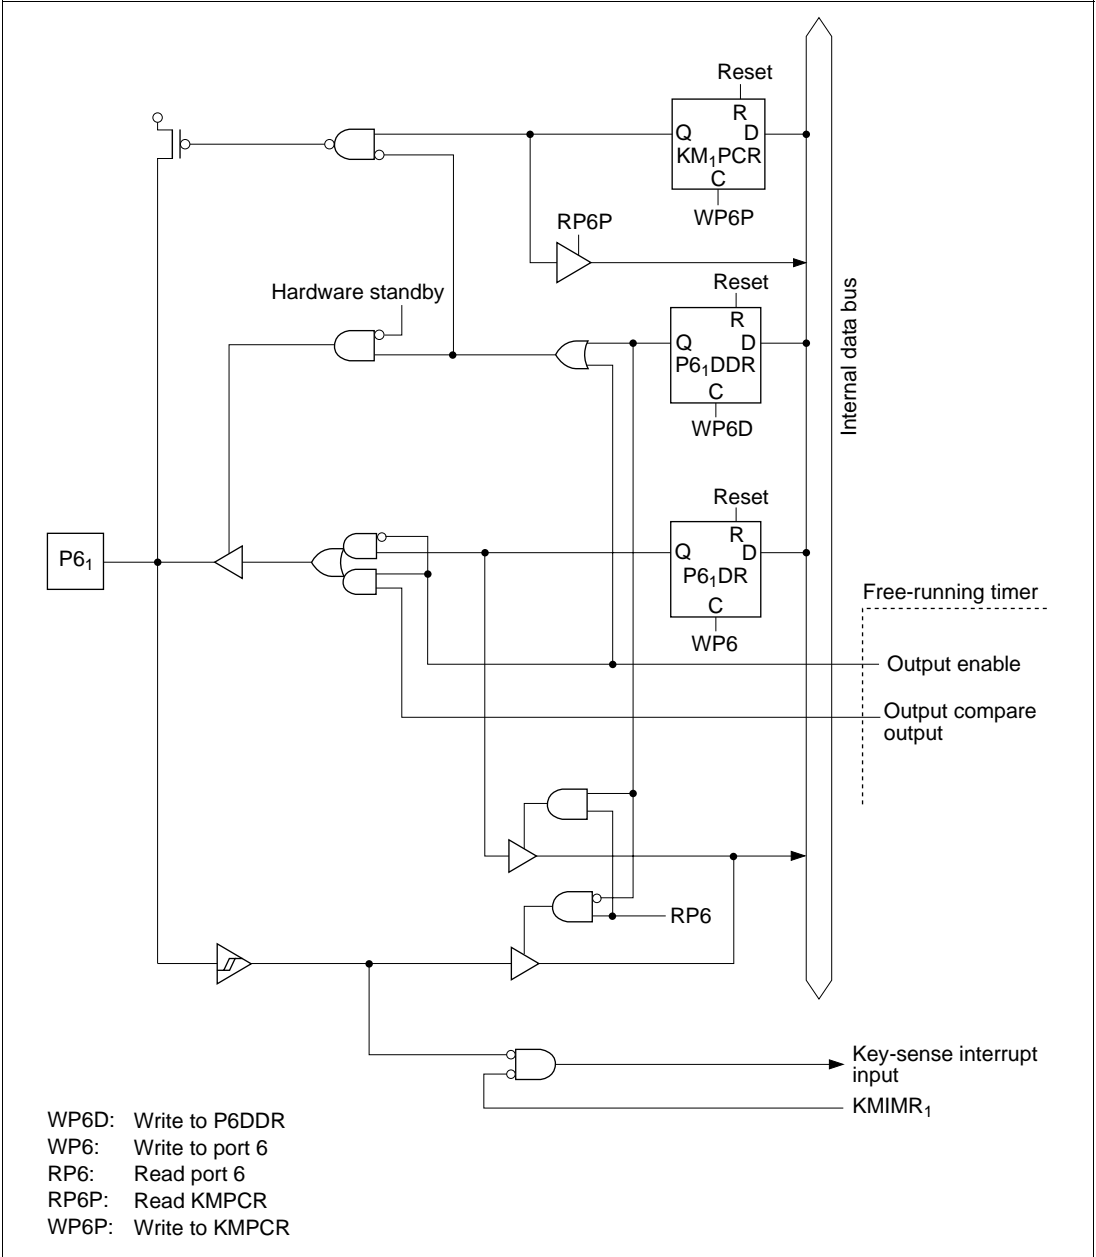 Reset
R
Q D
KM₁PCR
C
WP6P
RP6P
Hardware standby
Reset
R
Q D
P6₁DDR
C
WP6D
Internal data bus
Reset
R
Q D
P6₁DR
C
WP6
P6₁
Free-running timer
Output enable
Output compare
output
RP6
Key-sense interrupt
input
KMIMR₁
WP6D: Write to P6DDR
WP6: Write to port 6
RP6: Read port 6
RP6P: Read KMPCR
WP6P: Write to KMPCR